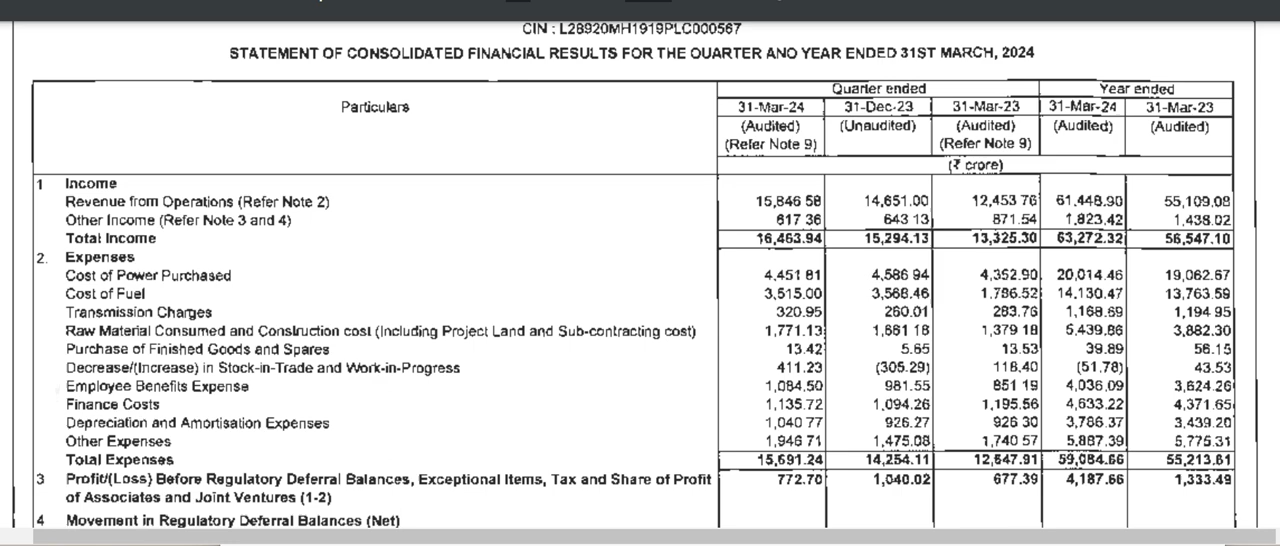 CIN : L28920MH1919PLC000567
STATEMENT OF CONSOLIDATED FINANCIAL RESULTS FOR THE QUARTER AND YEAR ENDED 31ST MARCH, 2024
Particulars Quarter ended Year ended
31-Mar-24 31-Dec-23 31-Mar-23 31-Mar-24 31-Mar-23
(Audited) (Unaudited) (Audited) (Audited) (Audited)
(Refer Note 9) (Refer Note 9)
(₹ crore)
1 Income
Revenue from Operations (Refer Note 2) 15,846 58 14,651.00 12,453 76 61,448.90 55,109.08
Other Income (Refer Note 3 and 4) 617 36 643 13 871.54 1,823.42 1,438.02
Total Income 16,463.94 15,294.13 13,325.30 63,272.32 56,547.10
2. Expenses
Cost of Power Purchased 4,451 81 4,586 94 4,352.90 20,014.46 19,062.67
Cost of Fuel 3,515.00 3,568.46 1,786.52 14,130.47 13,763.59
Transmission Charges 320.95 260.01 283.76 1,168.69 1,194.95
Raw Material Consumed and Construction cost (Including Project Land and Sub-contracting cost) 1,771.13 1,661 18 1,379 18 5,439.86 3,882.30
Purchase of Finished Goods and Spares 13.42 5.65 13.53 39.89 56.15
Decrease/(Increase) in Stock-in-Trade and Work-in-Progress 411.23 (305.29) 118.40 (51.78) 43.53
Employee Benefits Expense 1,084.50 981.55 851 19 4,036.09 3,624.26
Finance Costs 1,135.72 1,094.26 1,195.56 4,633.22 4,371.65
Depreciation and Amortisation Expenses 1,040 77 926.27 926 30 3,786.37 3,439.20
Other Expenses 1,946 71 1,475.08 1,740 57 5,887.39 5,775.31
Total Expenses 15,691.24 14,254.11 12,647.91 59,084.66 55,213.61
3 Profit/(Loss) Before Regulatory Deferral Balances, Exceptional Items, Tax and Share of Profit 772.70 1,040.02 677.39 4,187.66 1,333.49
of Associates and Joint Ventures (1-2)
4 Movement in Regulatory Deferral Balances (Net)